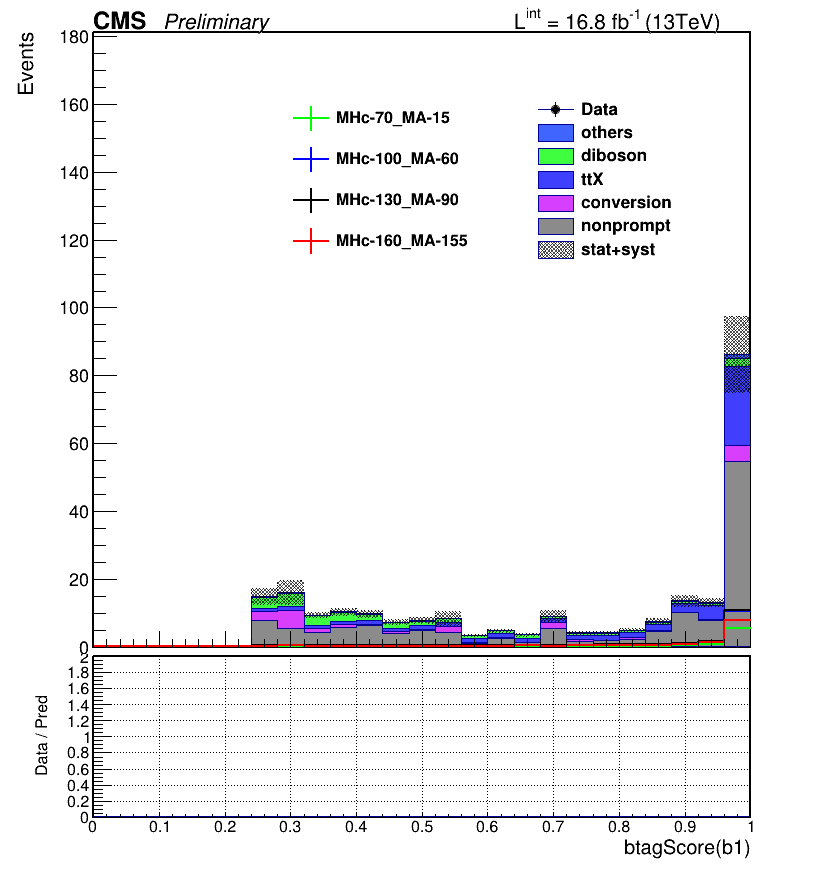 CMS Preliminary
L^int = 16.8 fb^-1 (13TeV)
Events
180
160
140
120
100
80
60
40
20
0
MHc-70_MA-15
MHc-100_MA-60
MHc-130_MA-90
MHc-160_MA-155
Data
others
diboson
ttX
conversion
nonprompt
stat+syst
Data / Pred
2
1.8
1.6
1.4
1.2
1
0.8
0.6
0.4
0.2
0
0 0.1 0.2 0.3 0.4 0.5 0.6 0.7 0.8 0.9 1
btagScore(b1)